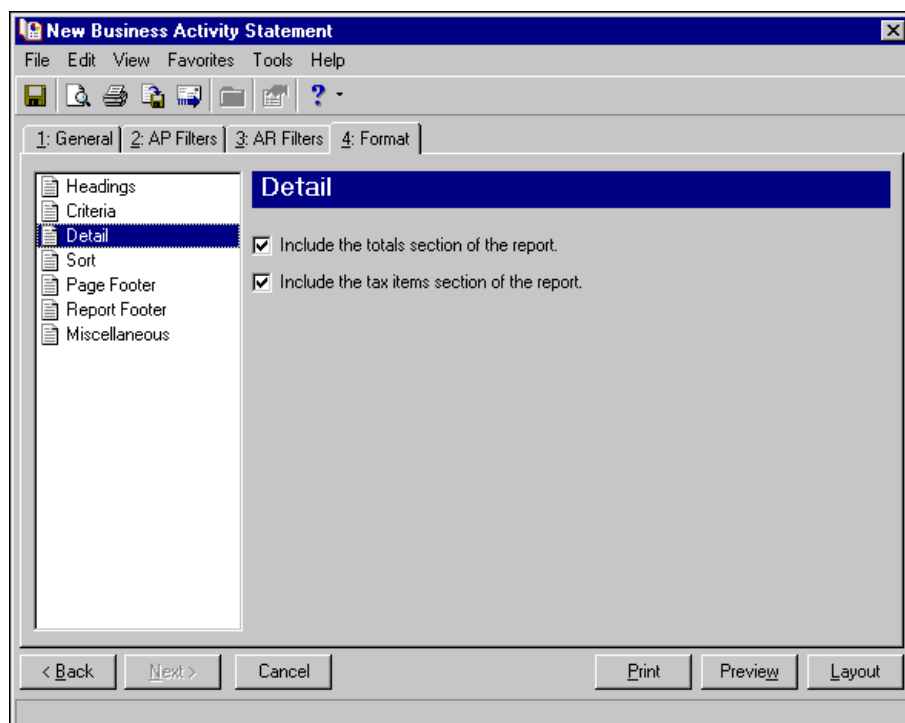 New Business Activity Statement
File Edit View Favorites Tools Help
?
1: General 2: AP Filters 3: AR Filters 4: Format
Headings
Criteria
Detail
Sort
Page Footer
Report Footer
Miscellaneous
Detail
Include the totals section of the report.
Include the tax items section of the report.
< Back Next > Cancel Print Preview Layout